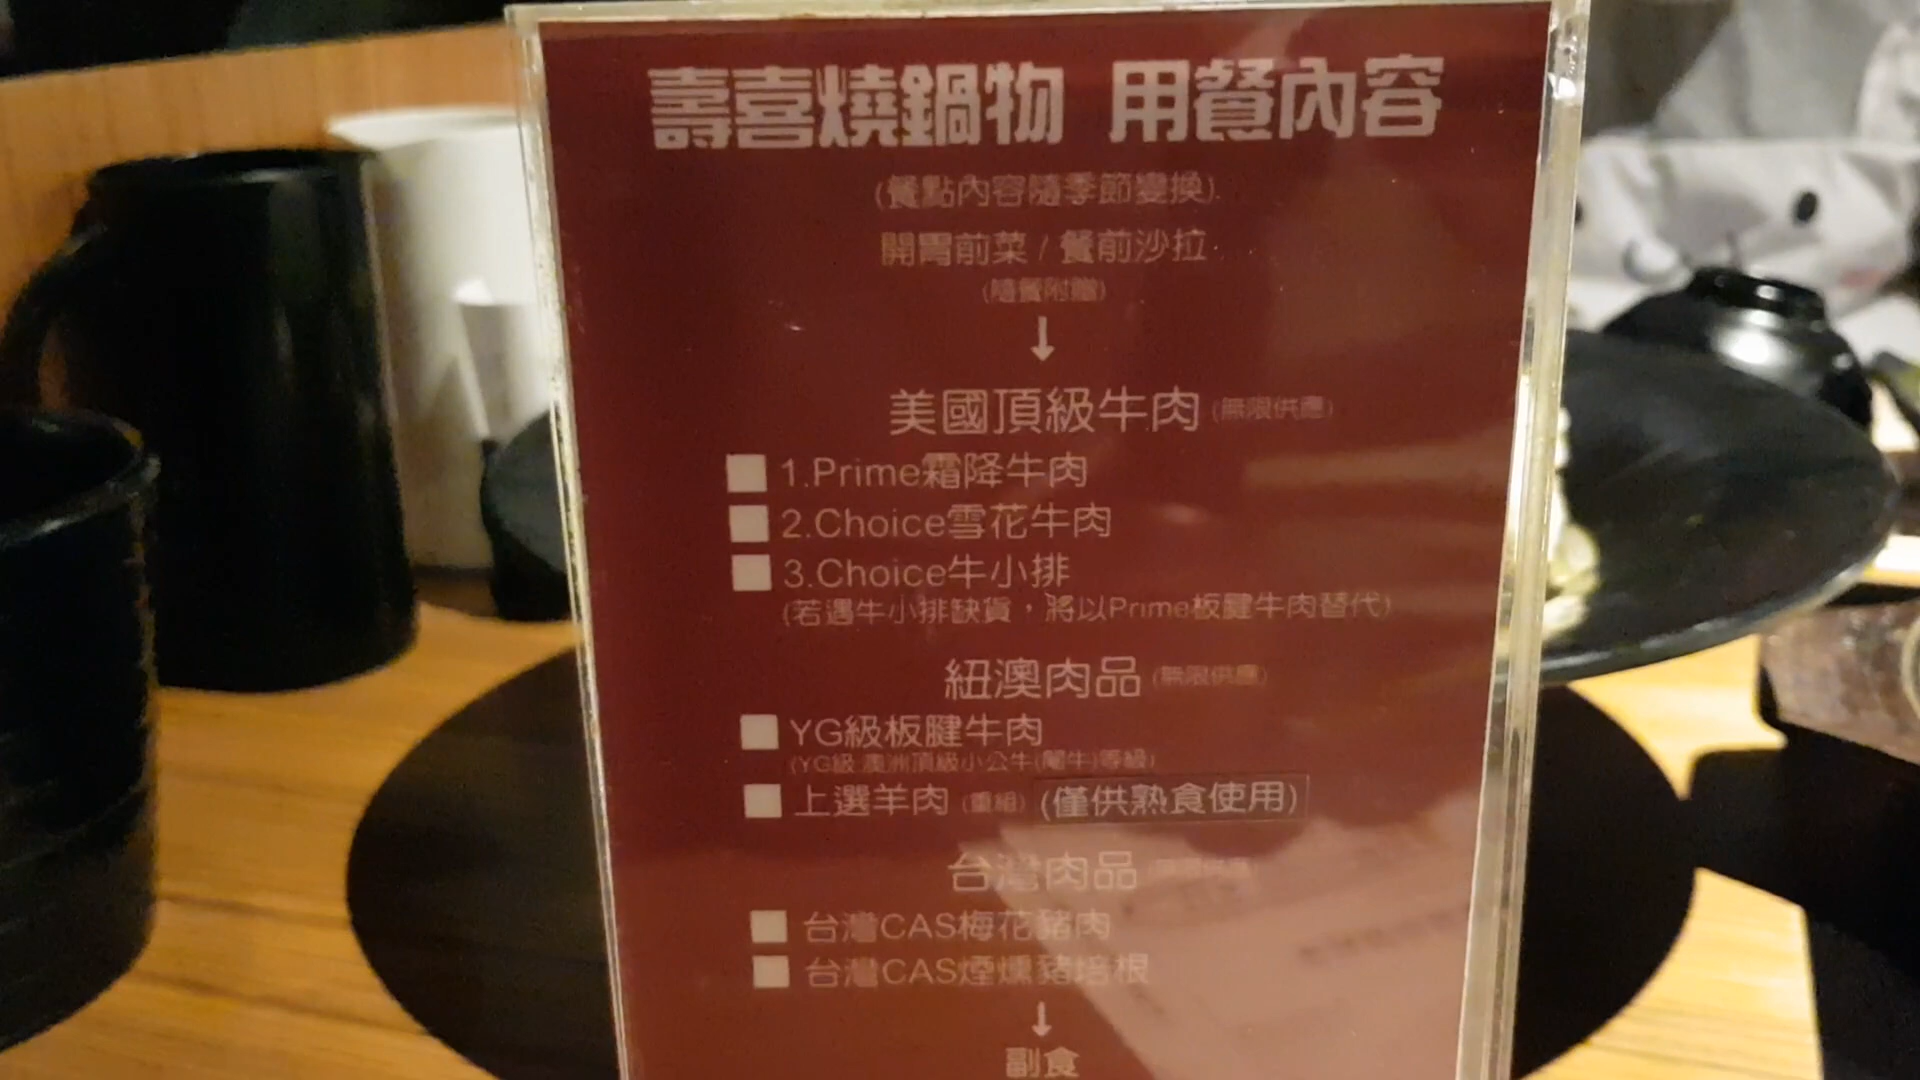 壽喜燒鍋物 用餐內容
(餐點內容隨季節變換)
開胃前菜 / 餐前沙拉
(隨餐附贈)
↓
美國頂級牛肉 (無限供應)
1.Prime霜降牛肉
2.Choice雪花牛肉
3.Choice牛小排
(若遇牛小排缺貨，將以Prime板腱牛肉替代)
紐澳肉品 (無限供應)
YG級板腱牛肉
(YG級 澳洲頂級小公牛(閹牛)等級)
上選羊肉 (重組) (僅供熟食使用)
台灣肉品
台灣CAS梅花豬肉
台灣CAS煙燻豬培根
↓
副食